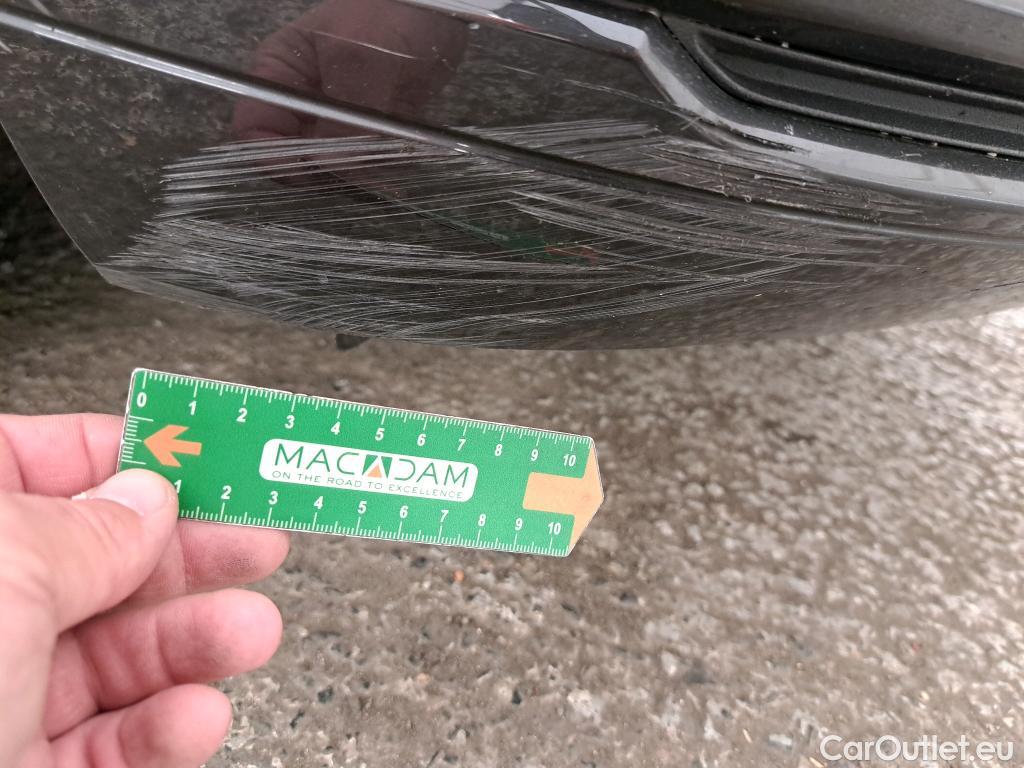 0 1 2 3 4 5 6 7 8 9 10
MACADAM
ON THE ROAD TO EXCELLENCE
1 2 3 4 5 6 7 8 9 10
CarOutlet.eu